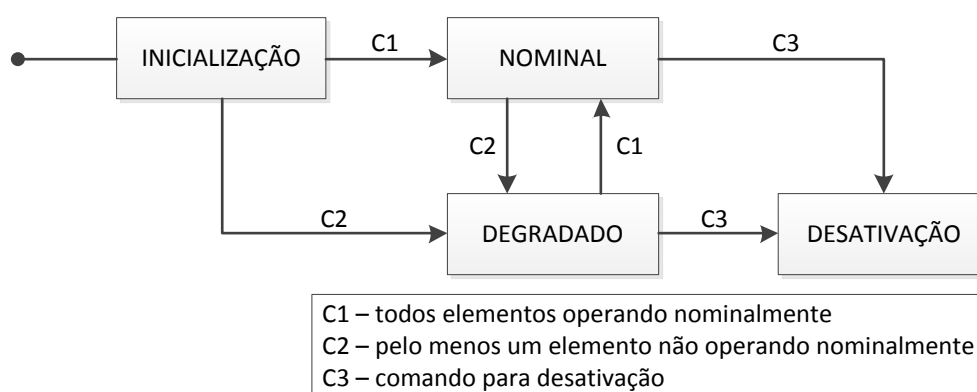 INICIALIZAÇÃO
C1
NOMINAL
C3
C2
C1
C2
DEGRADADO
C3
DESATIVAÇÃO
C1 – todos elementos operando nominalmente
C2 – pelo menos um elemento não operando nominalmente
C3 – comando para desativação